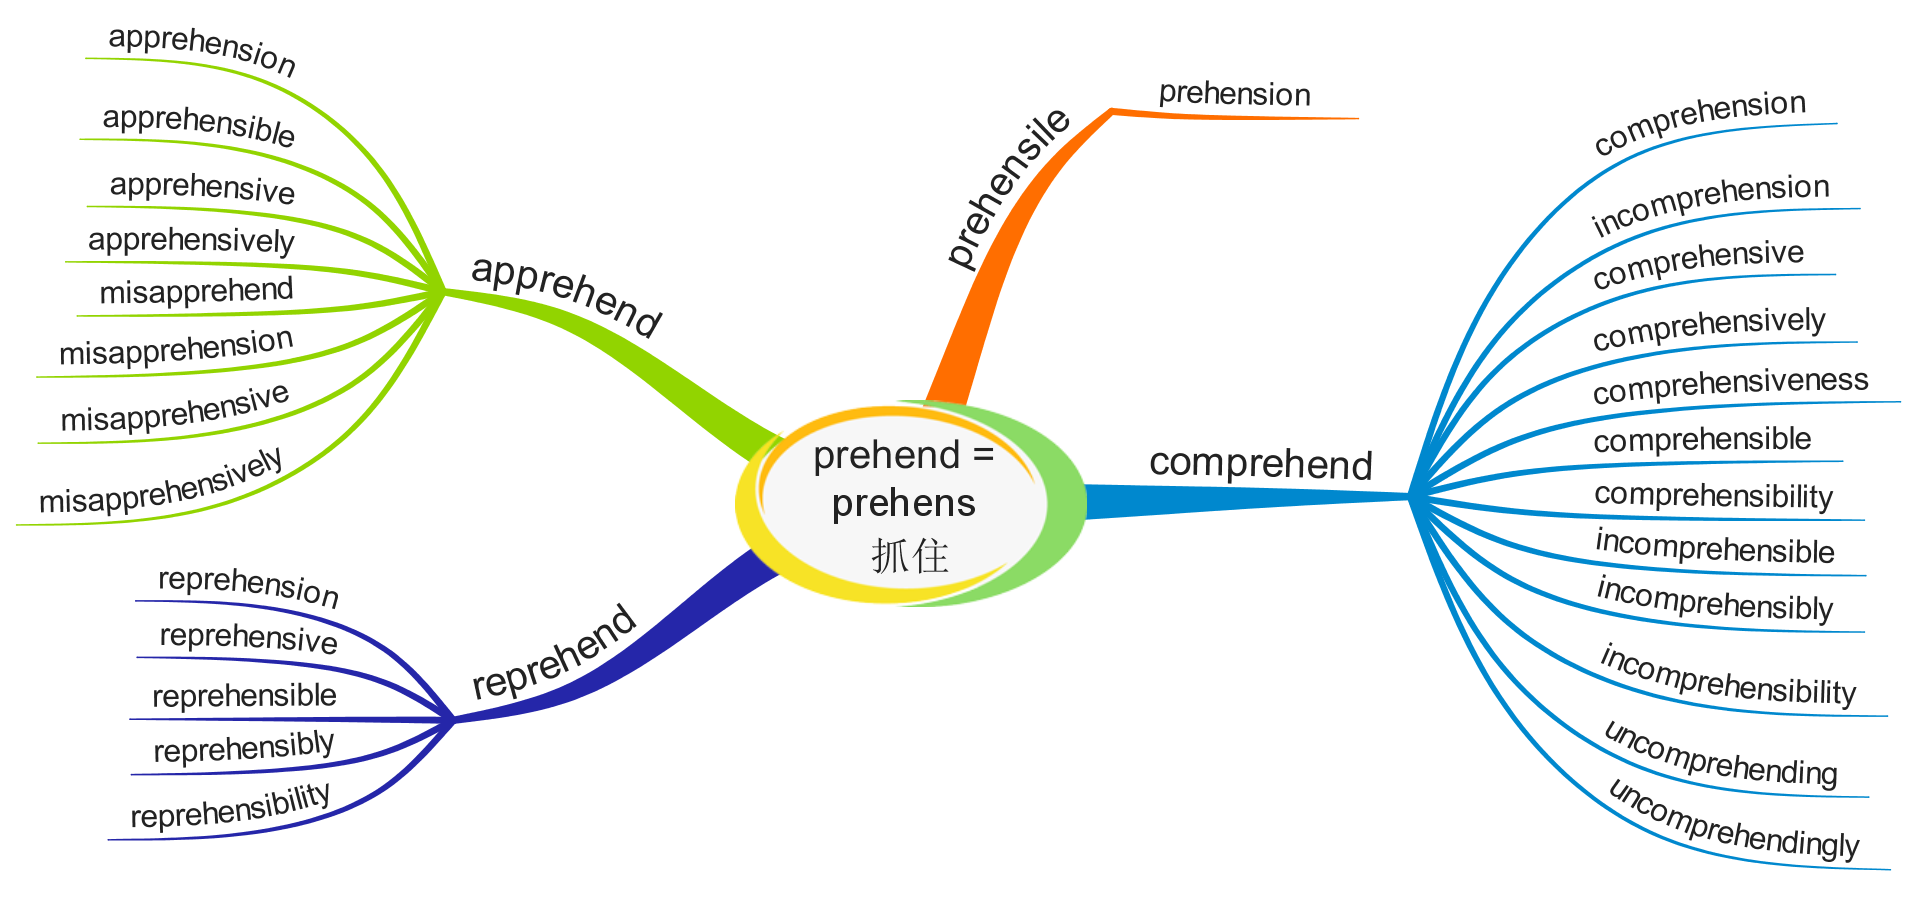 prehend =
prehens
抓住
prehensile
prehension
comprehend
comprehension
incomprehension
comprehensive
comprehensively
comprehensiveness
comprehensible
comprehensibility
incomprehensible
incomprehensibly
incomprehensibility
uncomprehending
uncomprehendingly
reprehend
reprehension
reprehensive
reprehensible
reprehensibly
reprehensibility
apprehend
apprehension
apprehensible
apprehensive
apprehensively
misapprehend
misapprehension
misapprehensive
misapprehensively